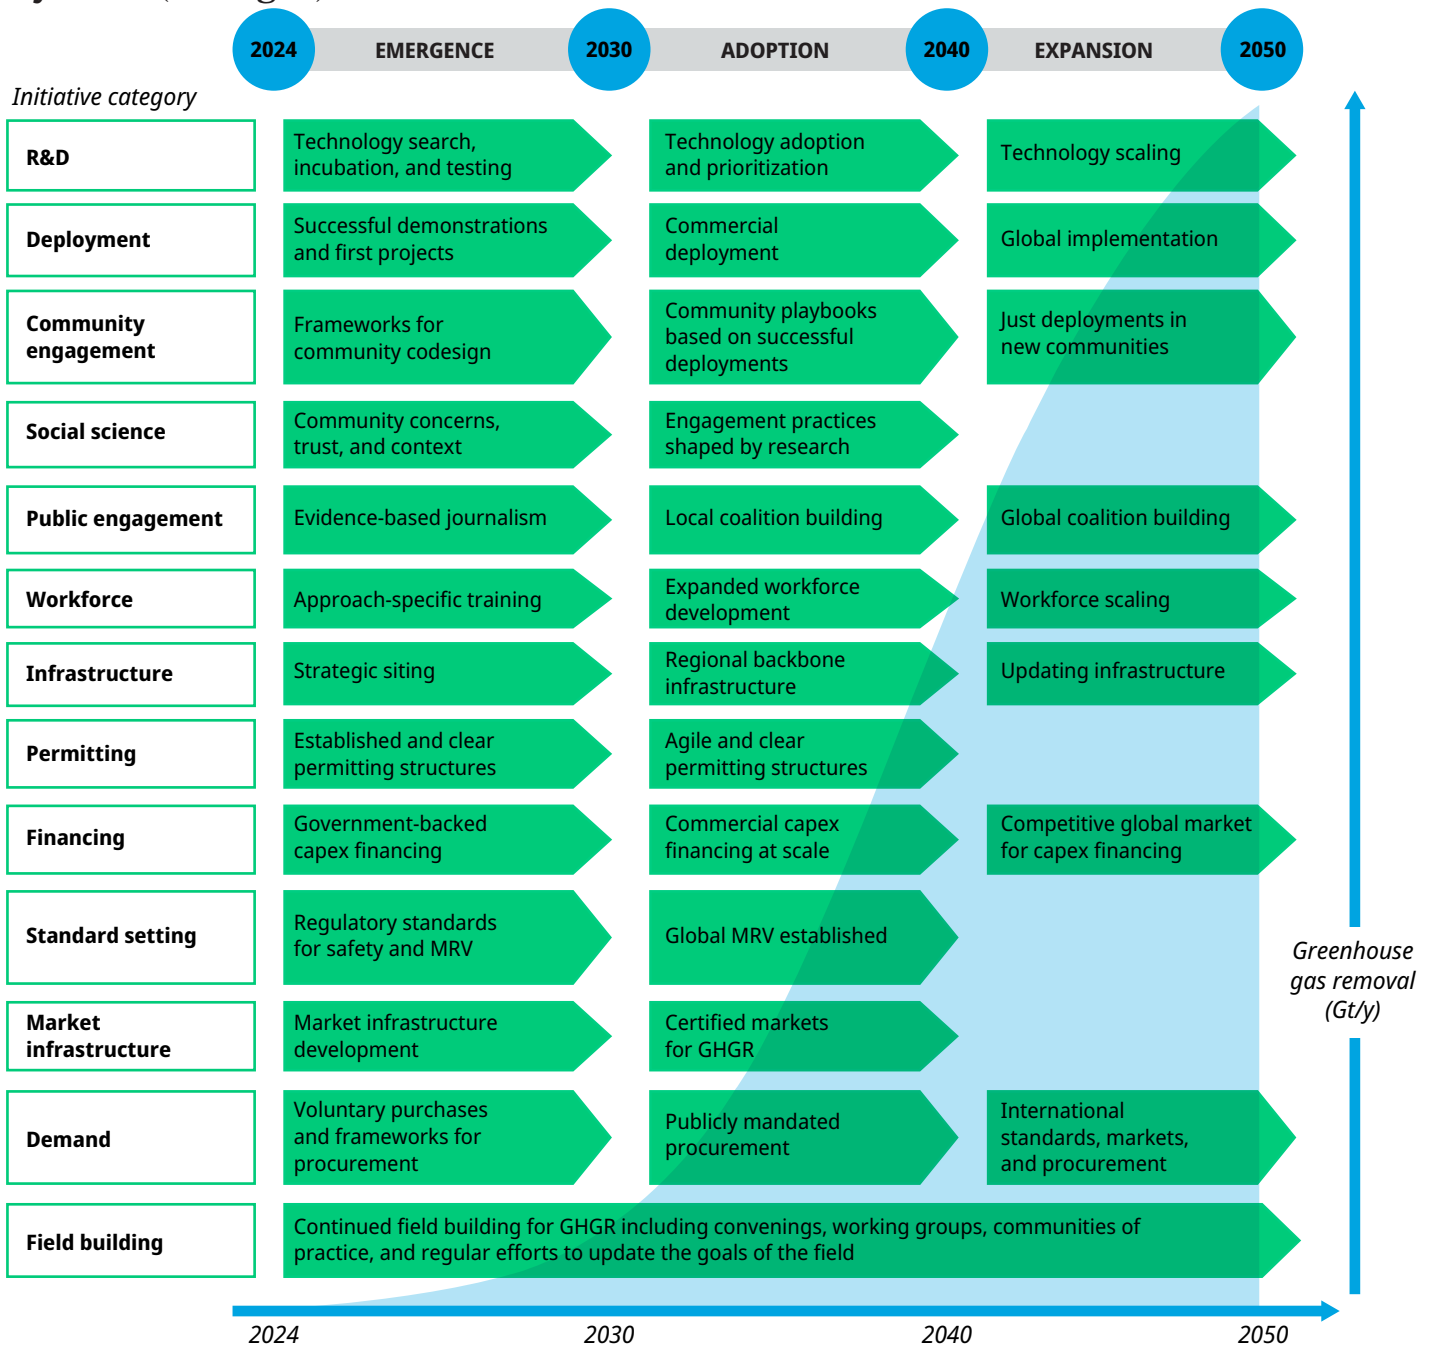 2024
EMERGENCE
2030
ADOPTION
2040
EXPANSION
2050
Initiative category
R&D
Technology search,
incubation, and testing
Technology adoption
and prioritization
Technology scaling
Deployment
Successful demonstrations
and first projects
Commercial
deployment
Global implementation
Community
engagement
Frameworks for
community codesign
Community playbooks
based on successful
deployments
Just deployments in
new communities
Social science
Community concerns,
trust, and context
Engagement practices
shaped by research
Public engagement
Evidence-based journalism
Local coalition building
Global coalition building
Workforce
Approach-specific training
Expanded workforce
development
Workforce scaling
Infrastructure
Strategic siting
Regional backbone
infrastructure
Updating infrastructure
Permitting
Established and clear
permitting structures
Agile and clear
permitting structures
Financing
Government-backed
capex financing
Commercial capex
financing at scale
Competitive global market
for capex financing
Standard setting
Regulatory standards
for safety and MRV
Global MRV established
Market
infrastructure
Market infrastructure
development
Certified markets
for GHGR
Demand
Voluntary purchases
and frameworks for
procurement
Publicly mandated
procurement
International
standards, markets,
and procurement
Field building
Continued field building for GHGR including convenings, working groups, communities of
practice, and regular efforts to update the goals of the field
Greenhouse
gas removal
(Gt/y)
2024
2030
2040
2050